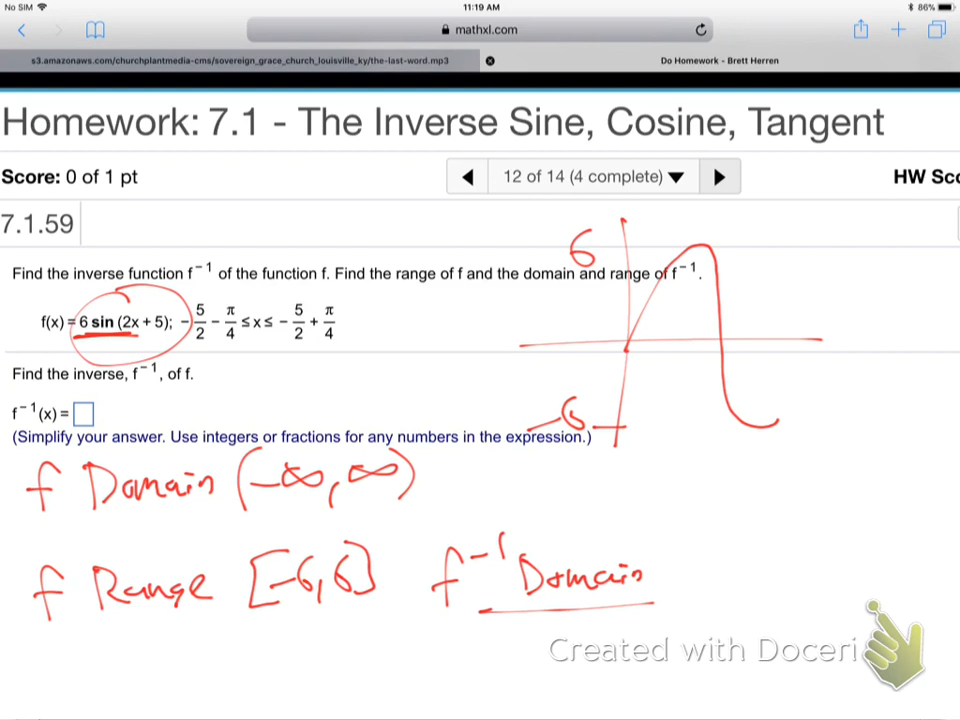 No SIM 11:19 AM 86%
mathxl.com
s3.amazonaws.com/churchplantmedia-cms/sovereign_grace_church_louisville_ky/the-last-word.mp3 Do Homework - Brett Herren
Homework: 7.1 - The Inverse Sine, Cosine, Tangent
Score: 0 of 1 pt 12 of 14 (4 complete) HW Sco
7.1.59
6
Find the inverse function f⁻¹ of the function f. Find the range of f and the domain and range of f⁻¹.
f(x) = 6 sin (2x + 5); − 5/2 − π/4 ≤ x ≤ − 5/2 + π/4
Find the inverse, f⁻¹, of f.
f⁻¹(x) =
-6
(Simplify your answer. Use integers or fractions for any numbers in the expression.)
f Domain (-∞, ∞)
f Range [-6, 6] f⁻¹ Domain
Created with Doceri